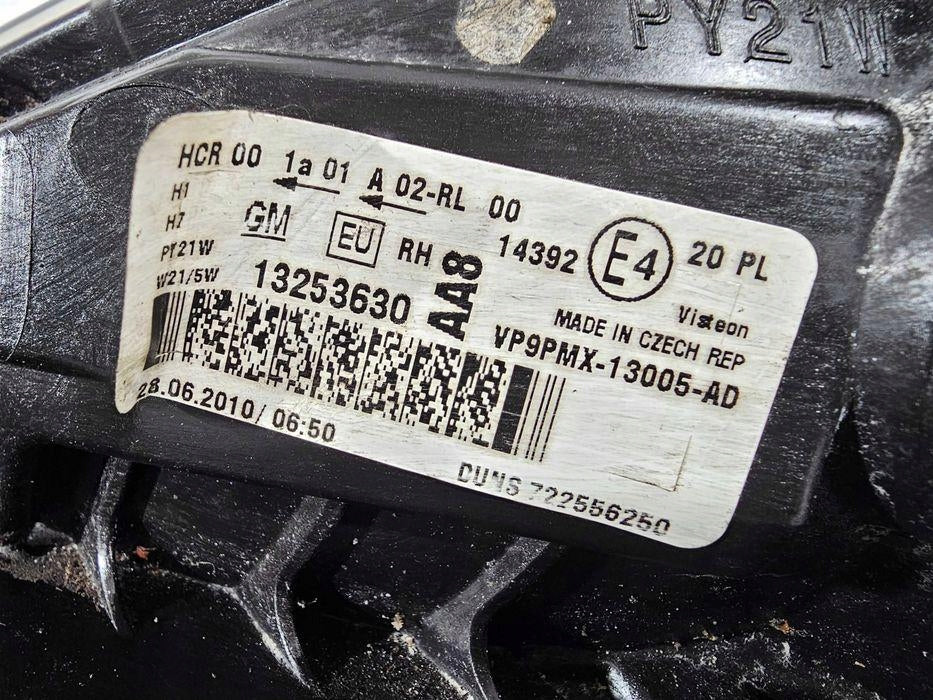 PY21W
HCR 00 1a 01 A 02-RL 00
H1
H7
PY21W
W21/5W
GM
EU
RH
14392
E4
20 PL
13253630
AA8
Visteon
MADE IN CZECH REP
VP9PMX-13005-AD
28.06.2010/ 06:50
DUNS 722556250